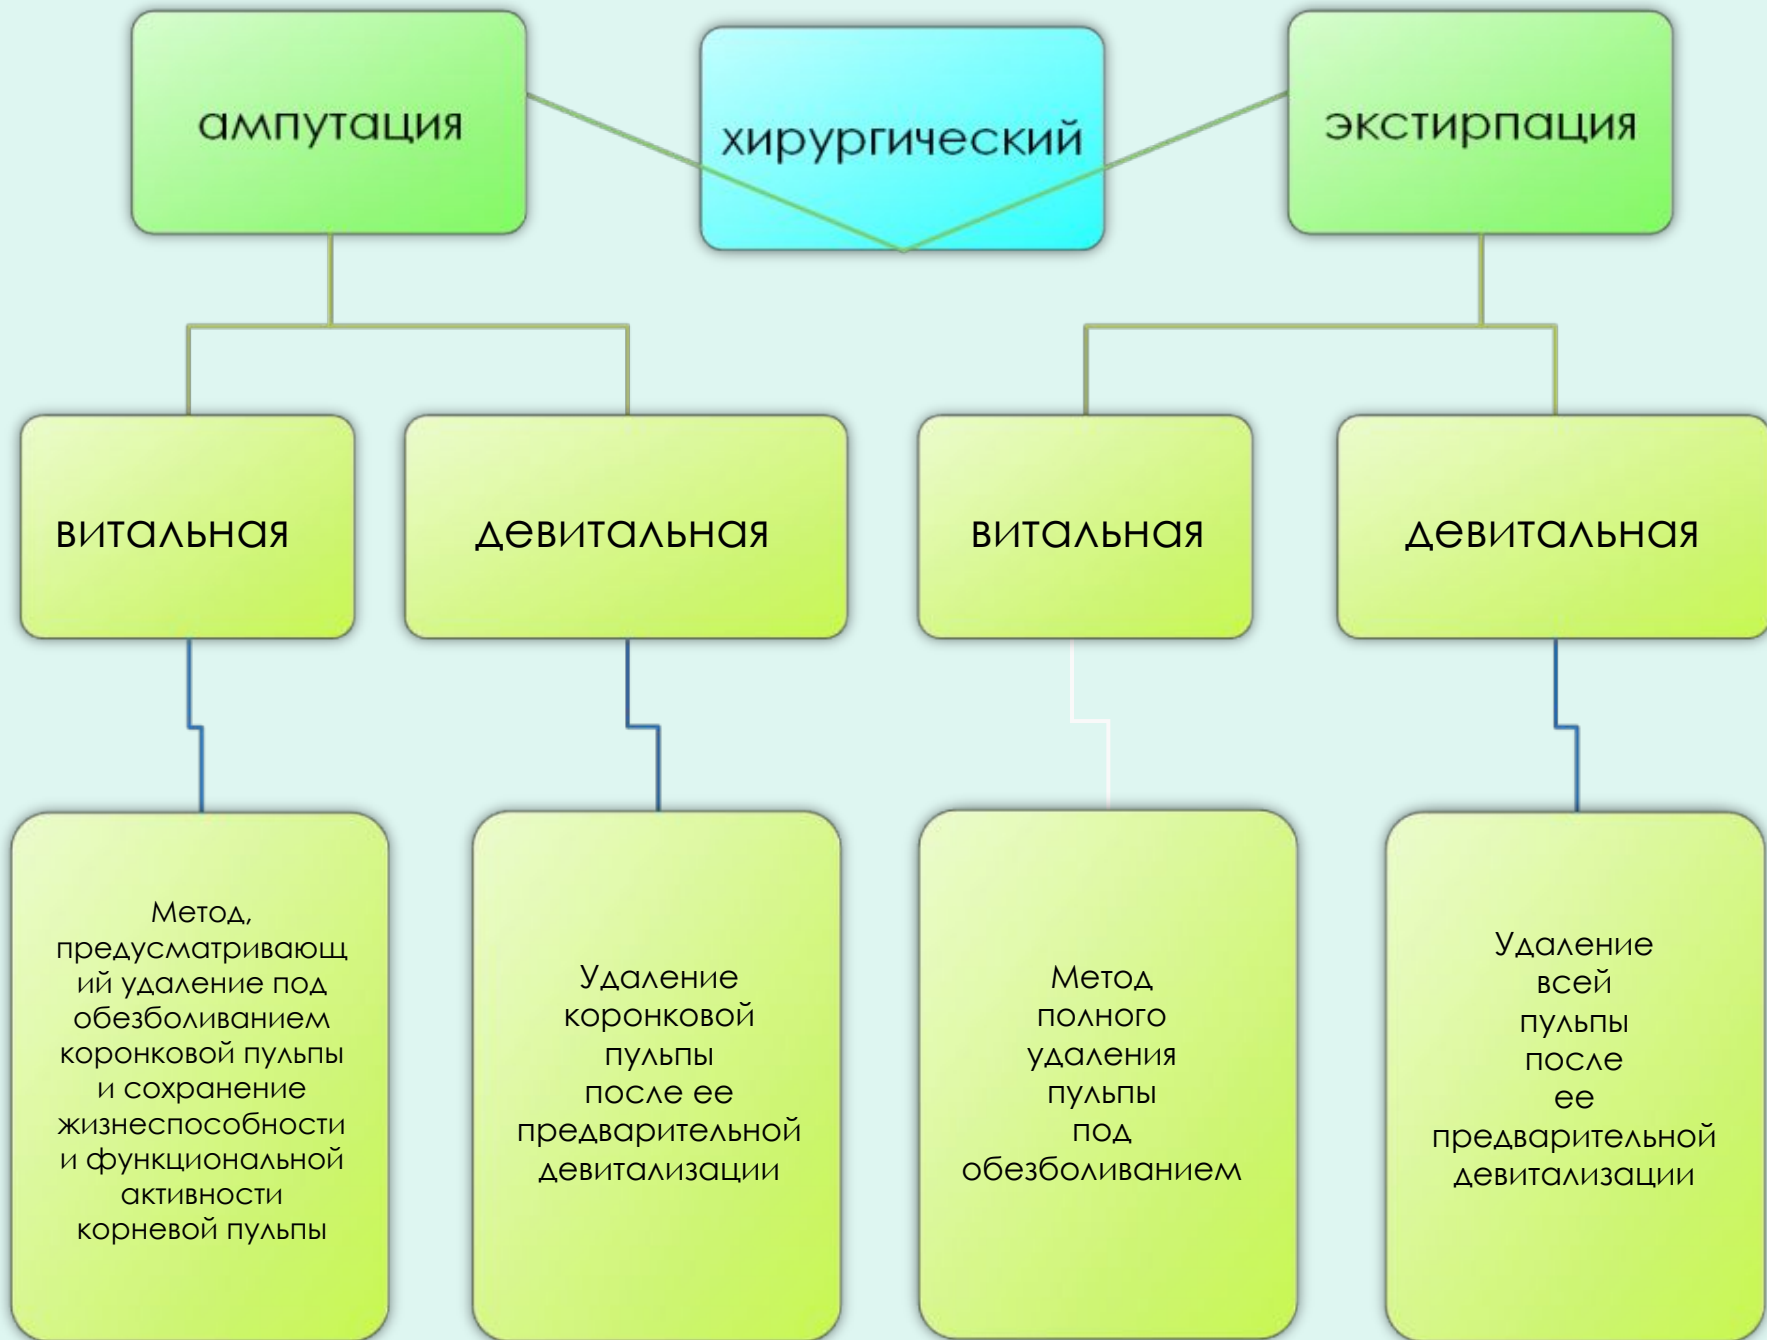 ампутация
хирургический
экстирпация
витальная
девитальная
витальная
девитальная
Метод,
предусматривающ
ий удаление под
обезболиванием
коронковой пульпы
и сохранение
жизнеспособности
и функциональной
активности
корневой пульпы
Удаление
коронковой
пульпы
после ее
предварительной
девитализации
Метод
полного
удаления
пульпы
под
обезболиванием
Удаление
всей
пульпы
после
ее
предварительной
девитализации